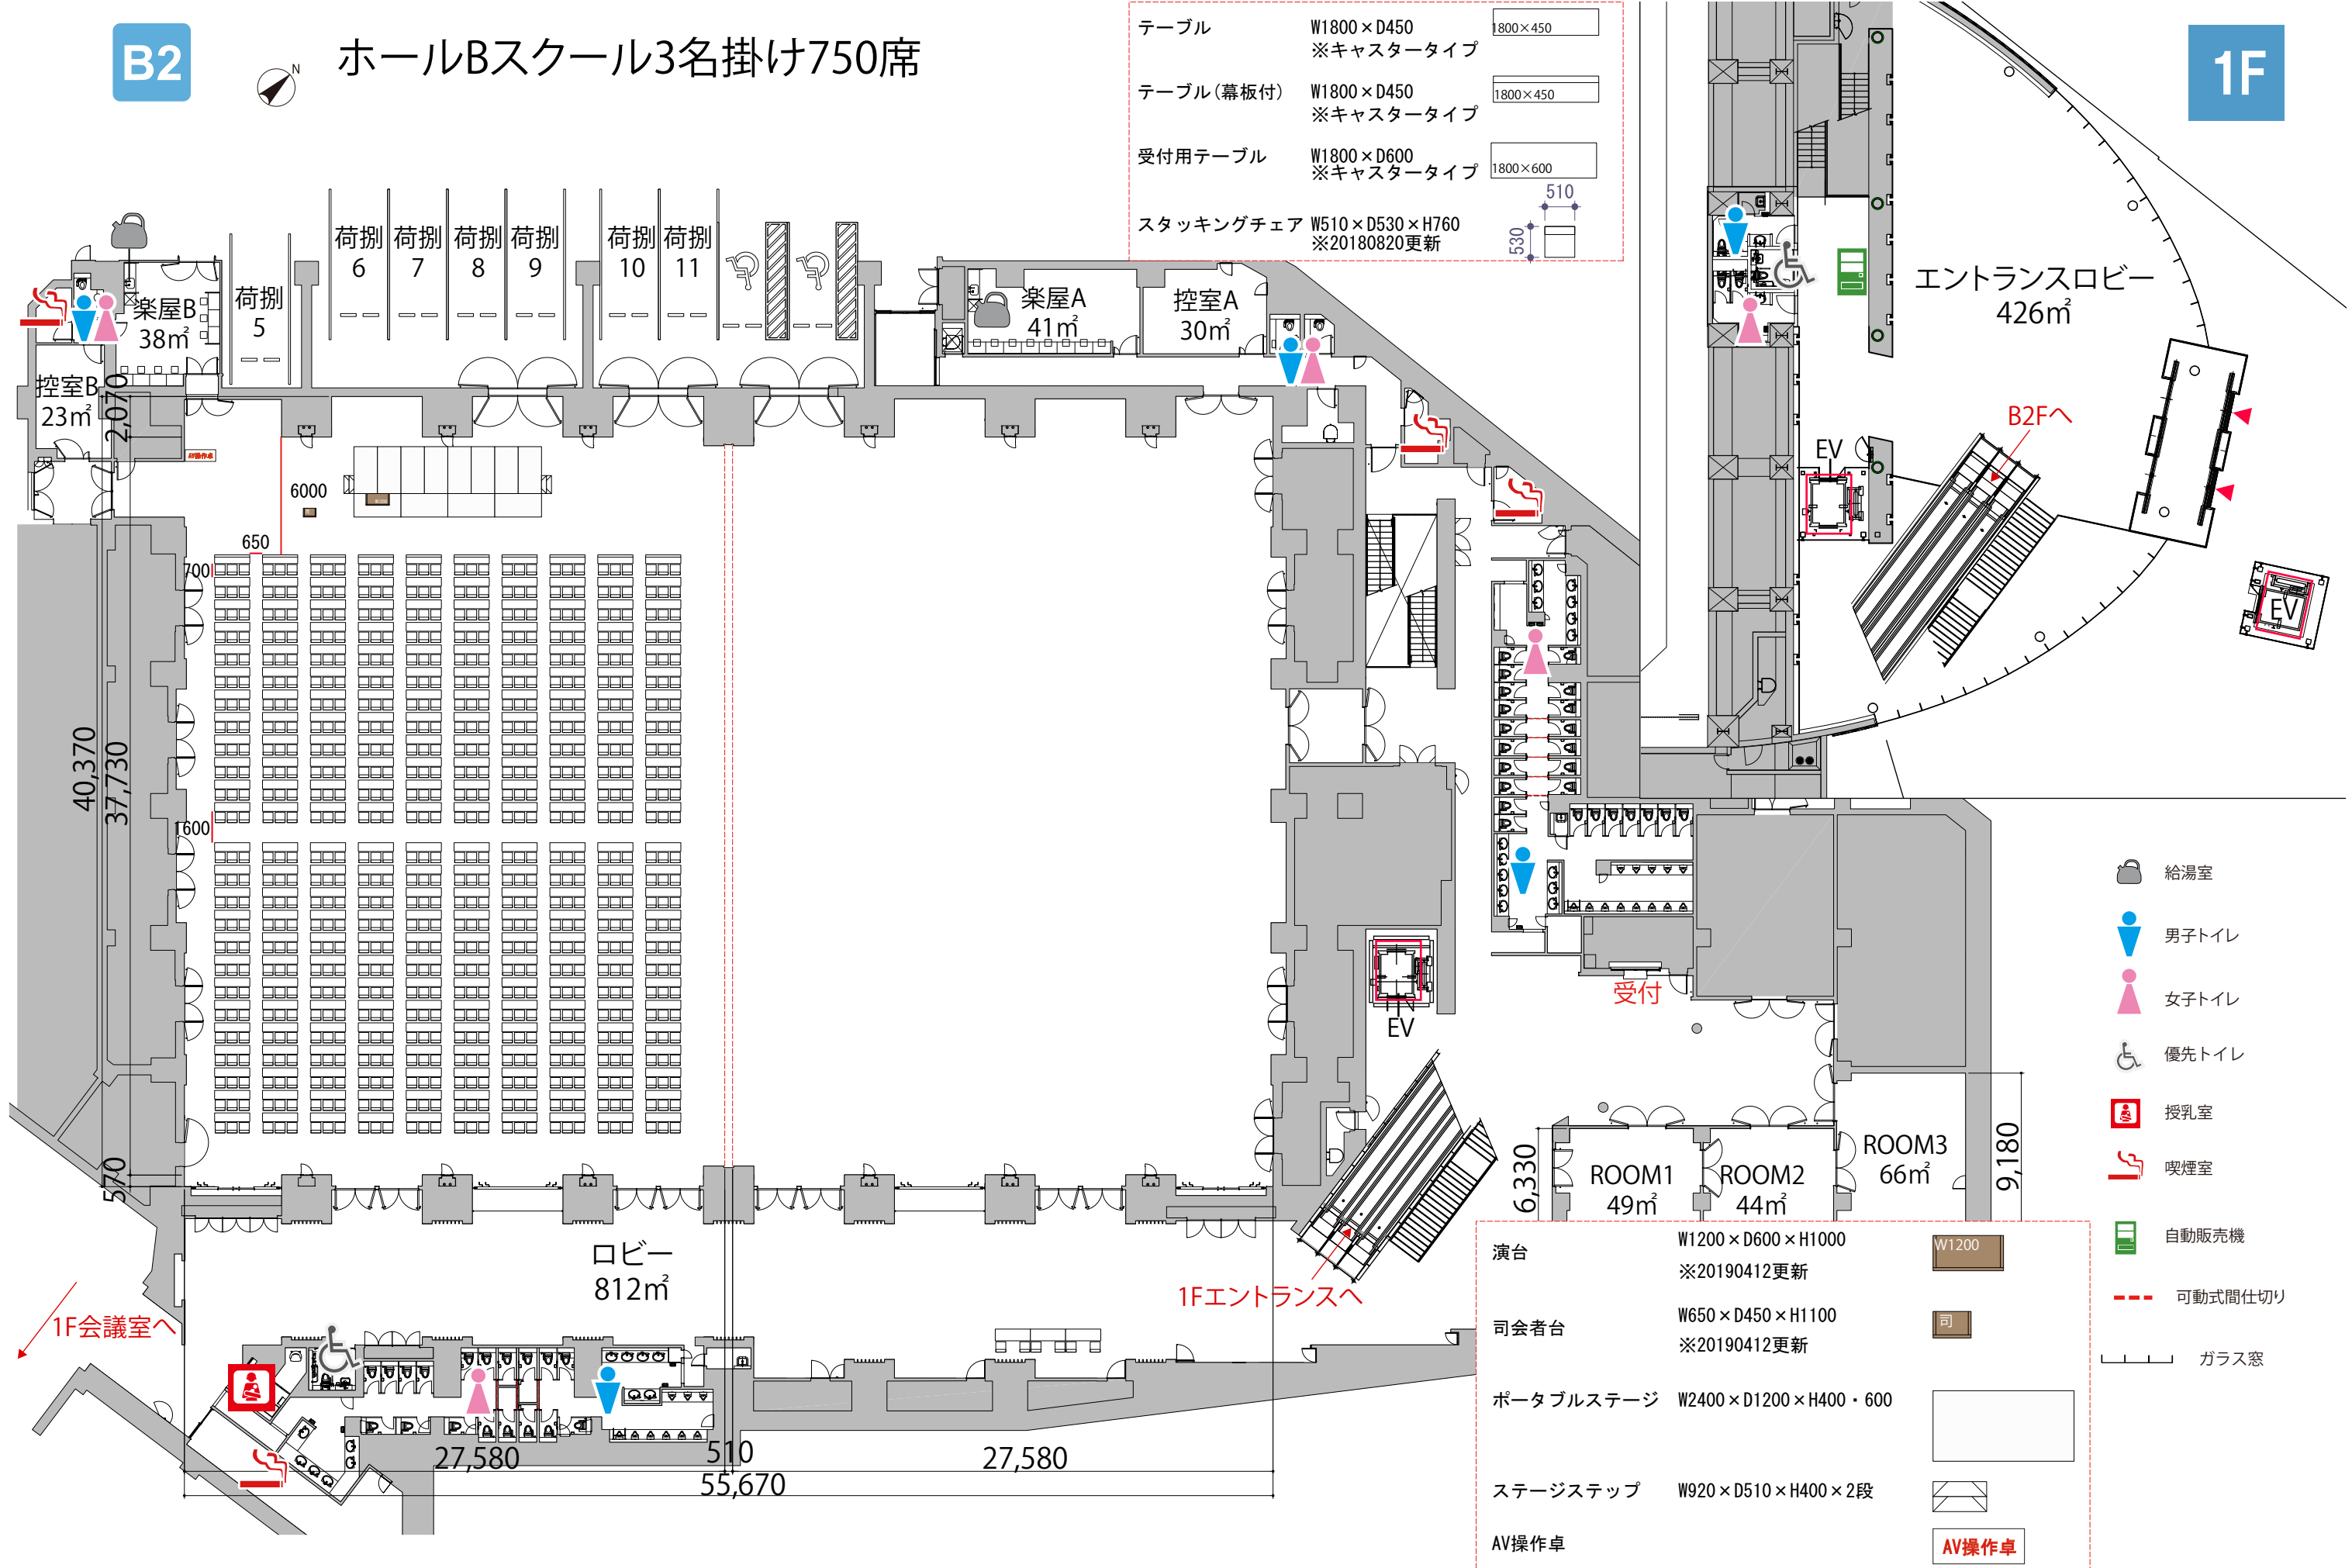 B2
N
ホールBスクール3名掛け750席
テーブル W1800×D450
※キャスタータイプ
1800×450
テーブル(幕板付) W1800×D450
※キャスタータイプ
1800×450
受付用テーブル W1800×D600
※キャスタータイプ
1800×600
スタッキングチェア W510×D530×H760
※20180820更新
510
530
1F
エントランスロビー
426㎡
B2Fへ
EV
EV
荷捌
5
荷捌
6
荷捌
7
荷捌
8
荷捌
9
荷捌
10
荷捌
11
楽屋B
38㎡
控室B
23㎡
楽屋A
41㎡
控室A
30㎡
AV操作卓
2,070
6000
650
700
1600
40,370
37,730
570
EV
受付
ROOM1
49㎡
ROOM2
44㎡
ROOM3
66㎡
6,330
9,180
ロビー
812㎡
1Fエントランスへ
1F会議室へ
27,580
510
27,580
55,670
給湯室
男子トイレ
女子トイレ
優先トイレ
授乳室
喫煙室
自動販売機
可動式間仕切り
ガラス窓
演台 W1200×D600×H1000
※20190412更新
W1200
司会者台 W650×D450×H1100
※20190412更新
司
ポータブルステージ W2400×D1200×H400・600
ステージステップ W920×D510×H400×2段
AV操作卓
AV操作卓